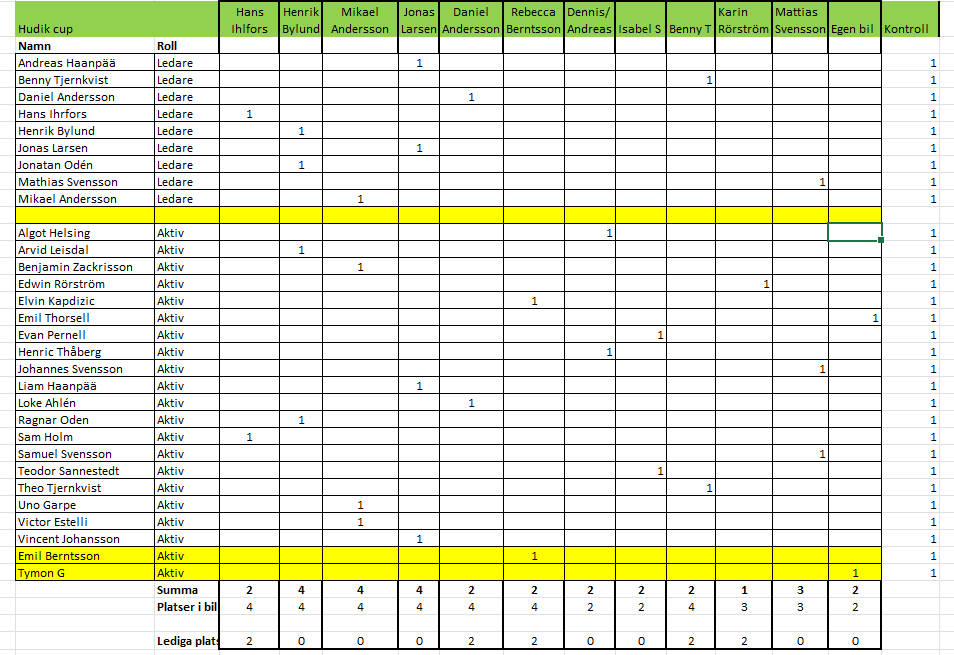 Hans Henrik Mikael Jonas Daniel Rebecca Dennis/ Karin Mattias
Hudik cup Ihlfors Bylund Andersson Larsen Andersson Berntsson Andreas Isabel S Benny T Rörström Svensson Egen bil Kontroll
Namn Roll
Andreas Haanpää Ledare 1 1
Benny Tjernkvist Ledare 1 1
Daniel Andersson Ledare 1 1
Hans Ihrfors Ledare 1 1
Henrik Bylund Ledare 1 1
Jonas Larsen Ledare 1 1
Jonatan Odén Ledare 1 1
Mathias Svensson Ledare 1 1
Mikael Andersson Ledare 1 1
Algot Helsing Aktiv 1 1
Arvid Leisdal Aktiv 1 1
Benjamin Zackrisson Aktiv 1 1
Edwin Rörström Aktiv 1 1
Elvin Kapdizic Aktiv 1 1
Emil Thorsell Aktiv 1 1
Evan Pernell Aktiv 1 1
Henric Thåberg Aktiv 1 1
Johannes Svensson Aktiv 1 1
Liam Haanpää Aktiv 1 1
Loke Ahlén Aktiv 1 1
Ragnar Oden Aktiv 1 1
Sam Holm Aktiv 1 1
Samuel Svensson Aktiv 1 1
Teodor Sannestedt Aktiv 1 1
Theo Tjernkvist Aktiv 1 1
Uno Garpe Aktiv 1 1
Victor Estelli Aktiv 1 1
Vincent Johansson Aktiv 1 1
Emil Berntsson Aktiv 1 1
Tymon G Aktiv 1 1
Summa 2 4 4 4 2 2 2 2 2 1 3 2
Platser i bil 4 4 4 4 4 4 2 2 4 3 3 2
Lediga plats 2 0 0 0 2 2 0 0 2 2 0 0